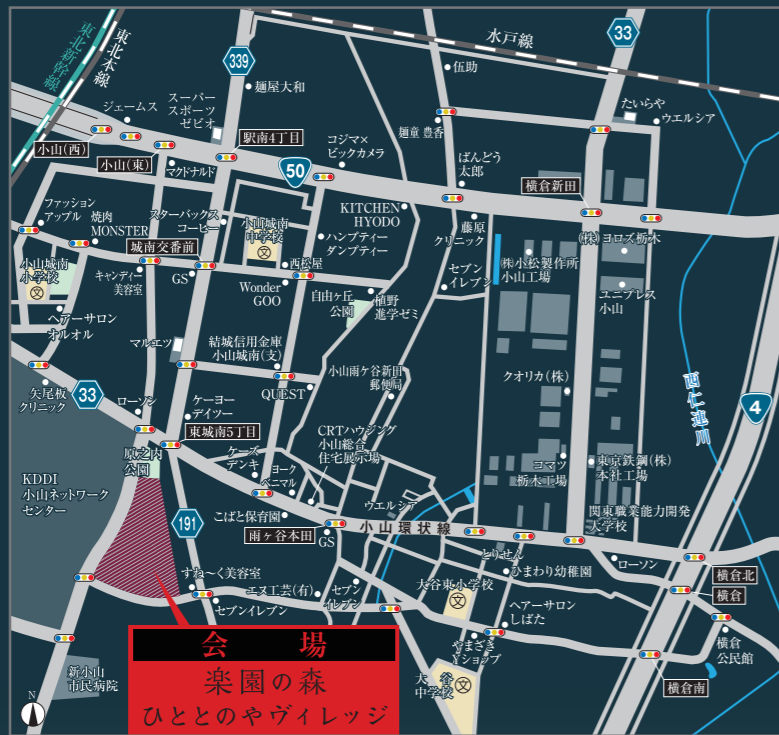 東北新幹線
東北本線
水戸線
339
33
麺屋大和
伍助
たいらや
ウエルシア
ジェームス
スーパー
スポーツ
ゼビオ
麺童 豊香
小山(西)
小山(東)
駅南4丁目
コジマ×
ビックカメラ
ばんどう
太郎
マクドナルド
50
横倉新田
ファッション
アップル
焼肉
MONSTER
スターバックス
コーヒー
小山城南
中学校
文
KITCHEN
HYODO
ハンプティー
ダンプティー
藤原
クリニック
(株)ヨロズ栃木
城南交番前
小山城南
小学校
文
キャンディー
美容室
GS
西松屋
Wonder
GOO
セブン
イレブン
(株)小松製作所
小山工場
ユニプレス
小山
自由ヶ丘
公園
植野
進学ゼミ
ヘアーサロン
オルオル
マルエツ
結城信用金庫
小山城南(支)
小山雨ケ谷新田
郵便局
西仁連川
矢尾板
クリニック
33
ローソン
ケーヨー
デイツー
QUEST
クオリカ(株)
4
東城南5丁目
原之内
公園
ケーズ
デンキ
ヨーク
ベニマル
CRTハウジング
小山総合
住宅展示場
コマツ
栃木工場
東京鉄鋼(株)
本社工場
KDDI
小山ネットワーク
センター
191
こばと保育園
ウエルシア
関東職業能力開発
大学校
雨ヶ谷本田
GS
小山環状線
とりせん
ひまわり幼稚園
ローソン
横倉北
横倉
すね〜く美容室
セブンイレブン
エヌ工芸(有)
セブン
イレブン
大谷東小学校
文
ヘアーサロン
しばた
やまざき
Yショップ
横倉
公民館
会場
楽園の森
ひととのやヴィレッジ
新小山
市民病院
大谷
中学校
文
横倉南
N